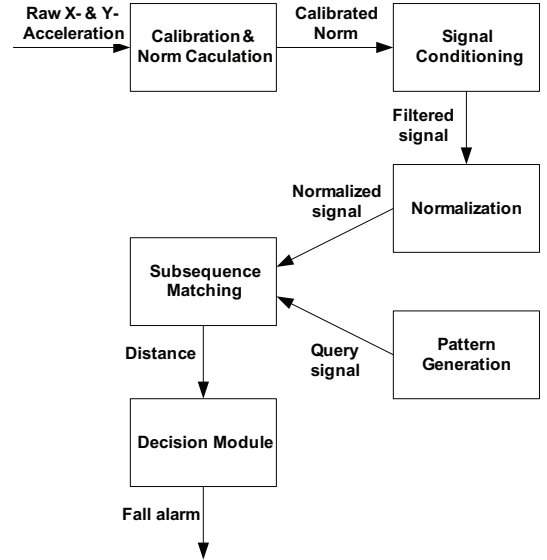 Raw X- & Y-
Acceleration
Calibration &
Norm Caculation
Calibrated
Norm
Signal
Conditioning
Filtered
signal
Normalization
Normalized
signal
Subsequence
Matching
Query
signal
Pattern
Generation
Distance
Decision Module
Fall alarm